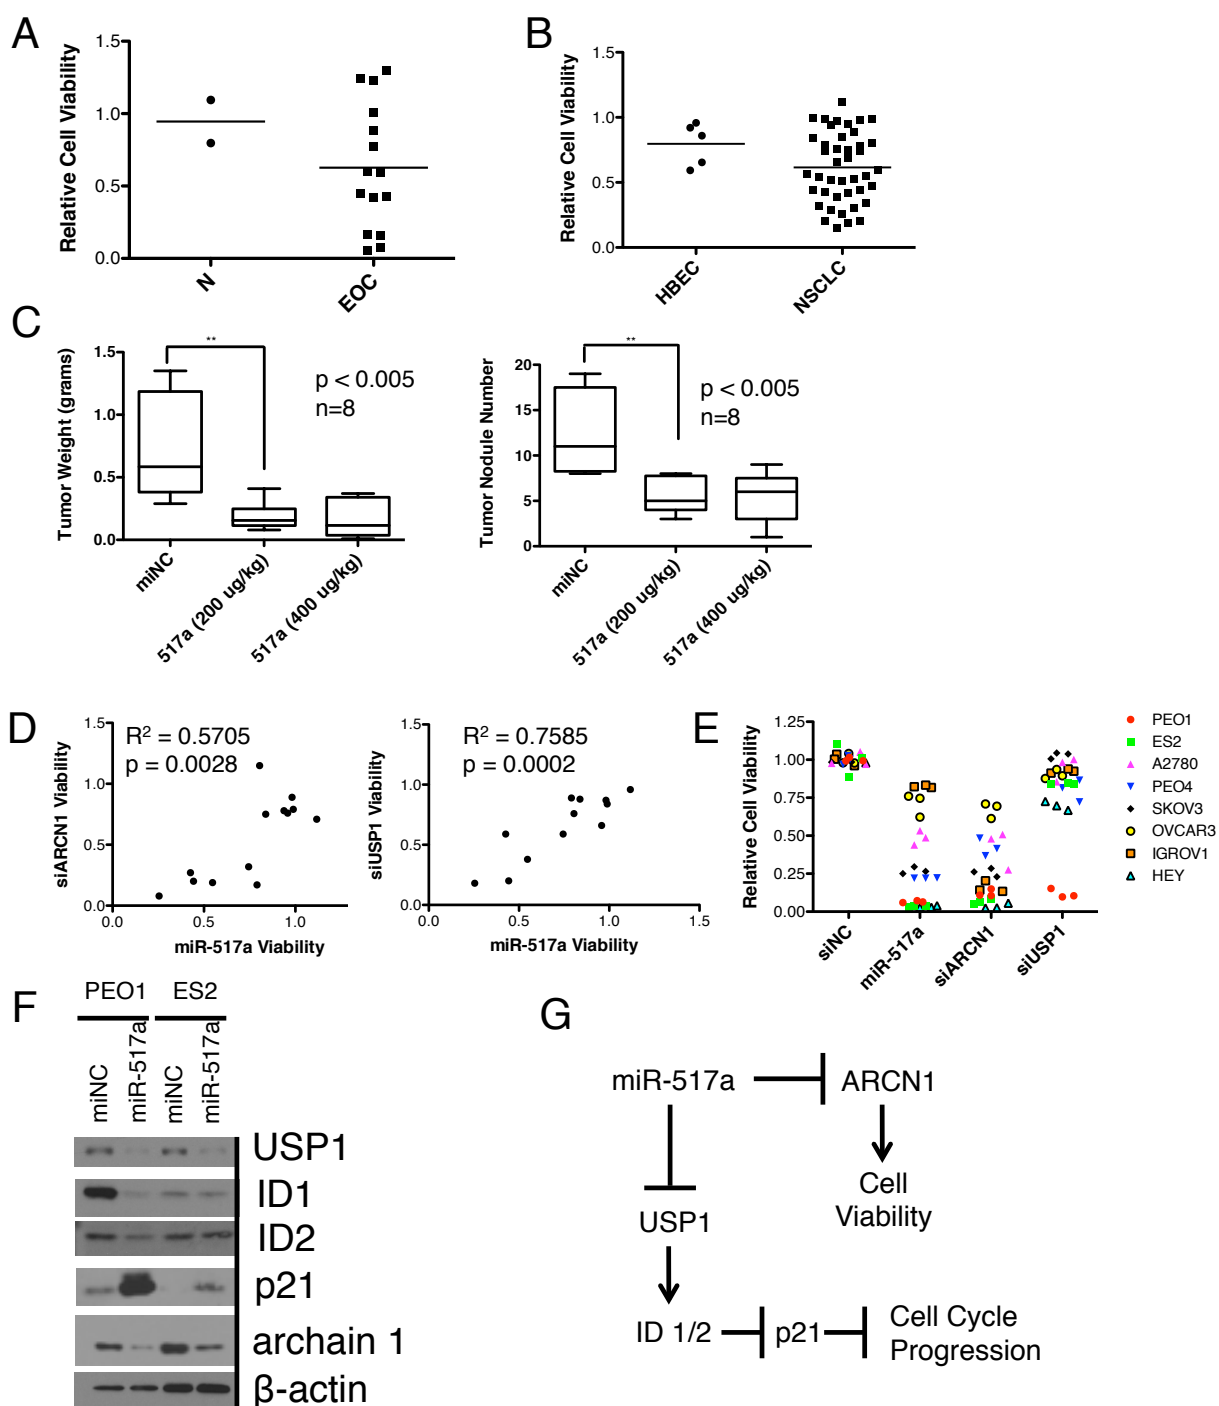 A
Relative Cell Viability
1.5
1.0
0.5
0.0
N
EOC
B
Relative Cell Viability
1.5
1.0
0.5
0.0
HBEC
NSCLC
C
Tumor Weight (grams)
1.5
1.0
0.5
0.0
**
p < 0.005
n=8
miNC
517a (200 ug/kg)
517a (400 ug/kg)
Tumor Nodule Number
20
15
10
5
0
**
p < 0.005
n=8
miNC
517a (200 ug/kg)
517a (400 ug/kg)
D
siARCN1 Viability
1.5
1.0
0.5
0.0
R² = 0.5705
p = 0.0028
0.0 0.5 1.0
miR-517a Viability
siUSP1 Viability
1.5
1.0
0.5
0.0
R² = 0.7585
p = 0.0002
0.0 0.5 1.0 1.5
miR-517a Viability
E
Relative Cell Viability
1.25
1.00
0.75
0.50
0.25
0.00
siNC
miR-517a
siARCN1
siUSP1
PEO1
ES2
A2780
PEO4
SKOV3
OVCAR3
IGROV1
HEY
F
PEO1 ES2
miNC
miR-517a
miNC
miR-517a
USP1
ID1
ID2
p21
archain 1
β-actin
G
miR-517a ARCN1
Cell
Viability
USP1
ID 1/2 p21 Cell Cycle
Progression